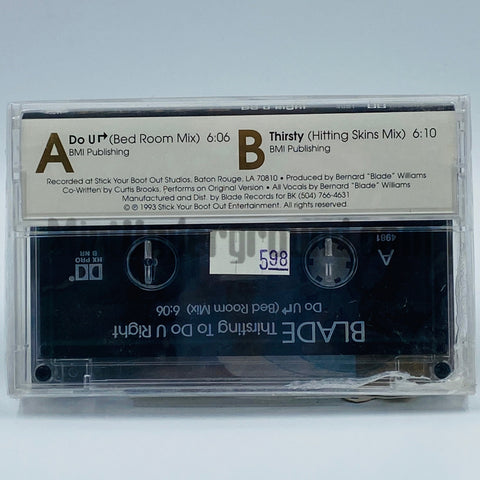 A Do U↱ (Bed Room Mix) 6:06
BMI Publishing
B Thirsty (Hitting Skins Mix) 6:10
BMI Publishing
Recorded at Stick Your Boot Out Studios, Baton Rouge, LA 70810 • Produced by Bernard "Blade" Williams
Co-Written by Curtis Brooks, Performs on Original Version • All Vocals by Bernard "Blade" Williams
Manufactured and Dist. by Blade Records for BK (504) 766-4631
© ℗ 1993 Stick Your Boot Out Entertainment. All rights reserved.
598
A
4981
HX PRO
B NR
Do U↱ (Bed Room Mix) 6:06
BLADE Thirsting To Do U Right